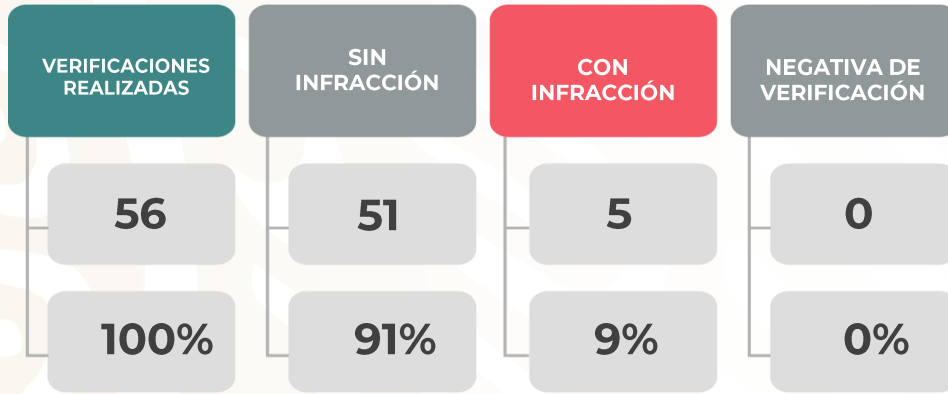 VERIFICACIONES
REALIZADAS
56
100%
SIN
INFRACCIÓN
51
91%
CON
INFRACCIÓN
5
9%
NEGATIVA DE
VERIFICACIÓN
0
0%